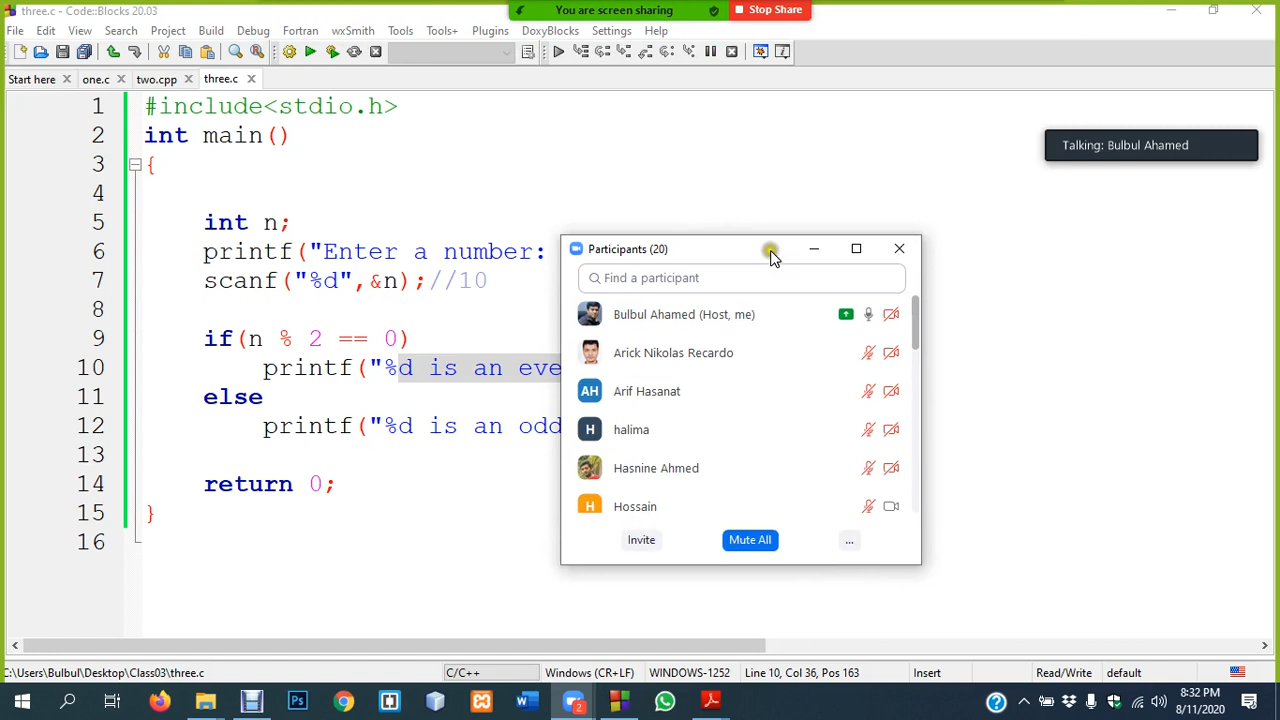 three.c - Code::Blocks 20.03
You are screen sharing
Stop Share
File Edit View Search Project Build Debug Fortran wxSmith Tools Tools+ Plugins DoxyBlocks Settings Help
Start here one.c two.cpp three.c
Talking: Bulbul Ahamed
1 #include<stdio.h>
2 int main()
3 {
4
5 int n;
6 printf("Enter a number:
7 scanf("%d",&n);//10
8
9 if(n % 2 == 0)
10 printf("%d is an eve
11 else
12 printf("%d is an odd
13
14 return 0;
15 }
16
Participants (20)
Find a participant
Bulbul Ahamed (Host, me)
Arick Nikolas Recardo
AH Arif Hasanat
H halima
Hasnine Ahmed
H Hossain
Invite Mute All ...
C:\Users\Bulbul\Desktop\Class03\three.c C/C++ Windows (CR+LF) WINDOWS-1252 Line 10, Col 36, Pos 163 Insert Read/Write default
Ps W 2
8:32 PM
8/11/2020